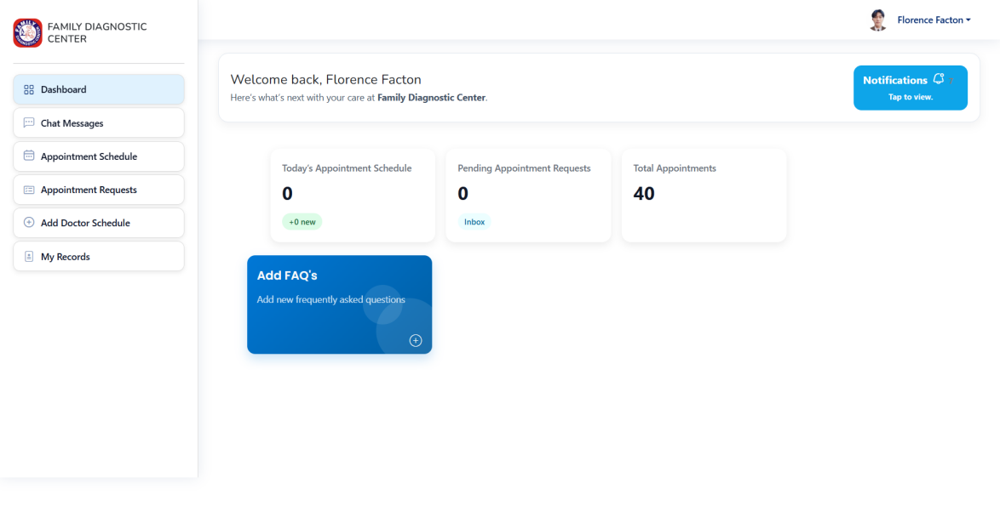 FAMILY DIAGNOSTIC
CENTER
Dashboard
Chat Messages
Appointment Schedule
Appointment Requests
Add Doctor Schedule
My Records
Florence Facton
Welcome back, Florence Facton
Here's what's next with your care at Family Diagnostic Center.
Notifications
Tap to view.
Today's Appointment Schedule
0
+0 new
Pending Appointment Requests
0
Inbox
Total Appointments
40
Add FAQ's
Add new frequently asked questions